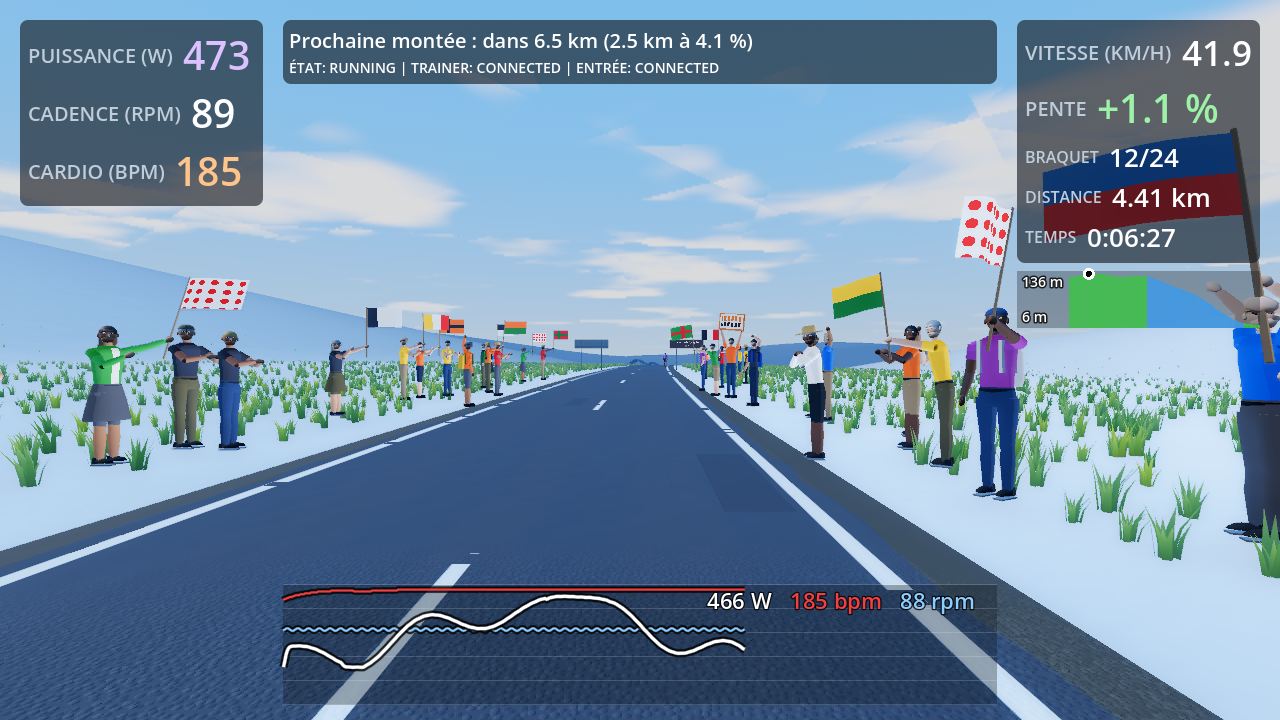 PUISSANCE (W) 473
CADENCE (RPM) 89
CARDIO (BPM) 185
Prochaine montée : dans 6.5 km (2.5 km à 4.1 %)
ÉTAT: RUNNING | TRAINER: CONNECTED | ENTRÉE: CONNECTED
VITESSE (KM/H) 41.9
PENTE +1.1 %
BRAQUET 12/24
DISTANCE 4.41 km
TEMPS 0:06:27
136 m
6 m
466 W 185 bpm 88 rpm